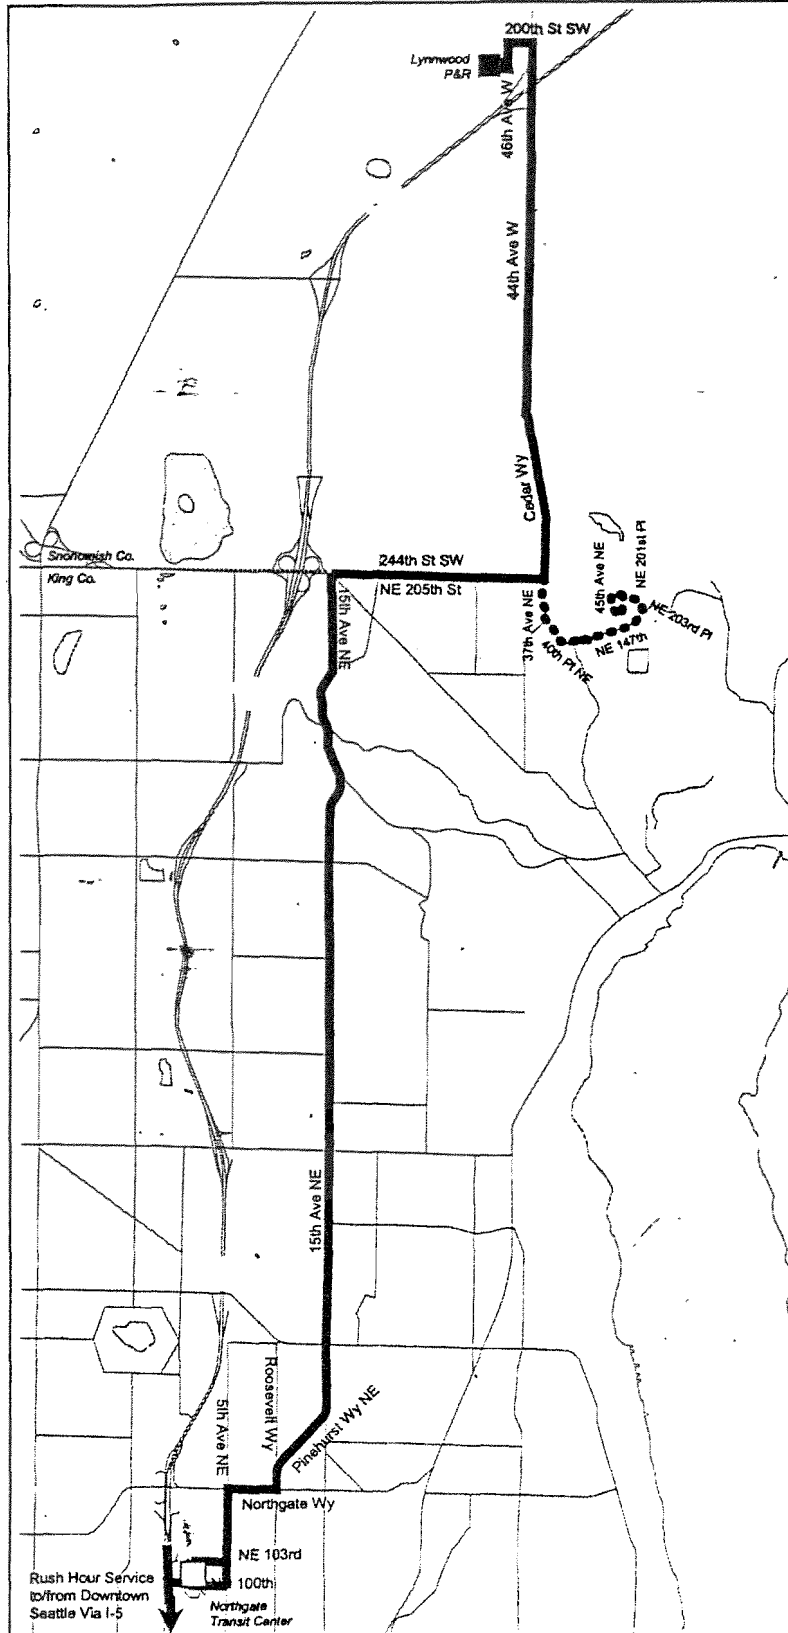 200th St SW
Lynnwood
P&R
46th Ave W
44th Ave W
Cedar Wy
Snohomish Co.
King Co.
244th St SW
NE 205th St
15th Ave NE
37th Ave NE
40th Pl NE
NE 147th
45th Ave NE
NE 201st Pl
NE 203rd Pl
15th Ave NE
Roosevelt Wy
5th Ave NE
Pinehurst Wy NE
Northgate Wy
NE 103rd
100th
Rush Hour Service
to/from Downtown
Seattle Via I-5
Northgate
Transit Center